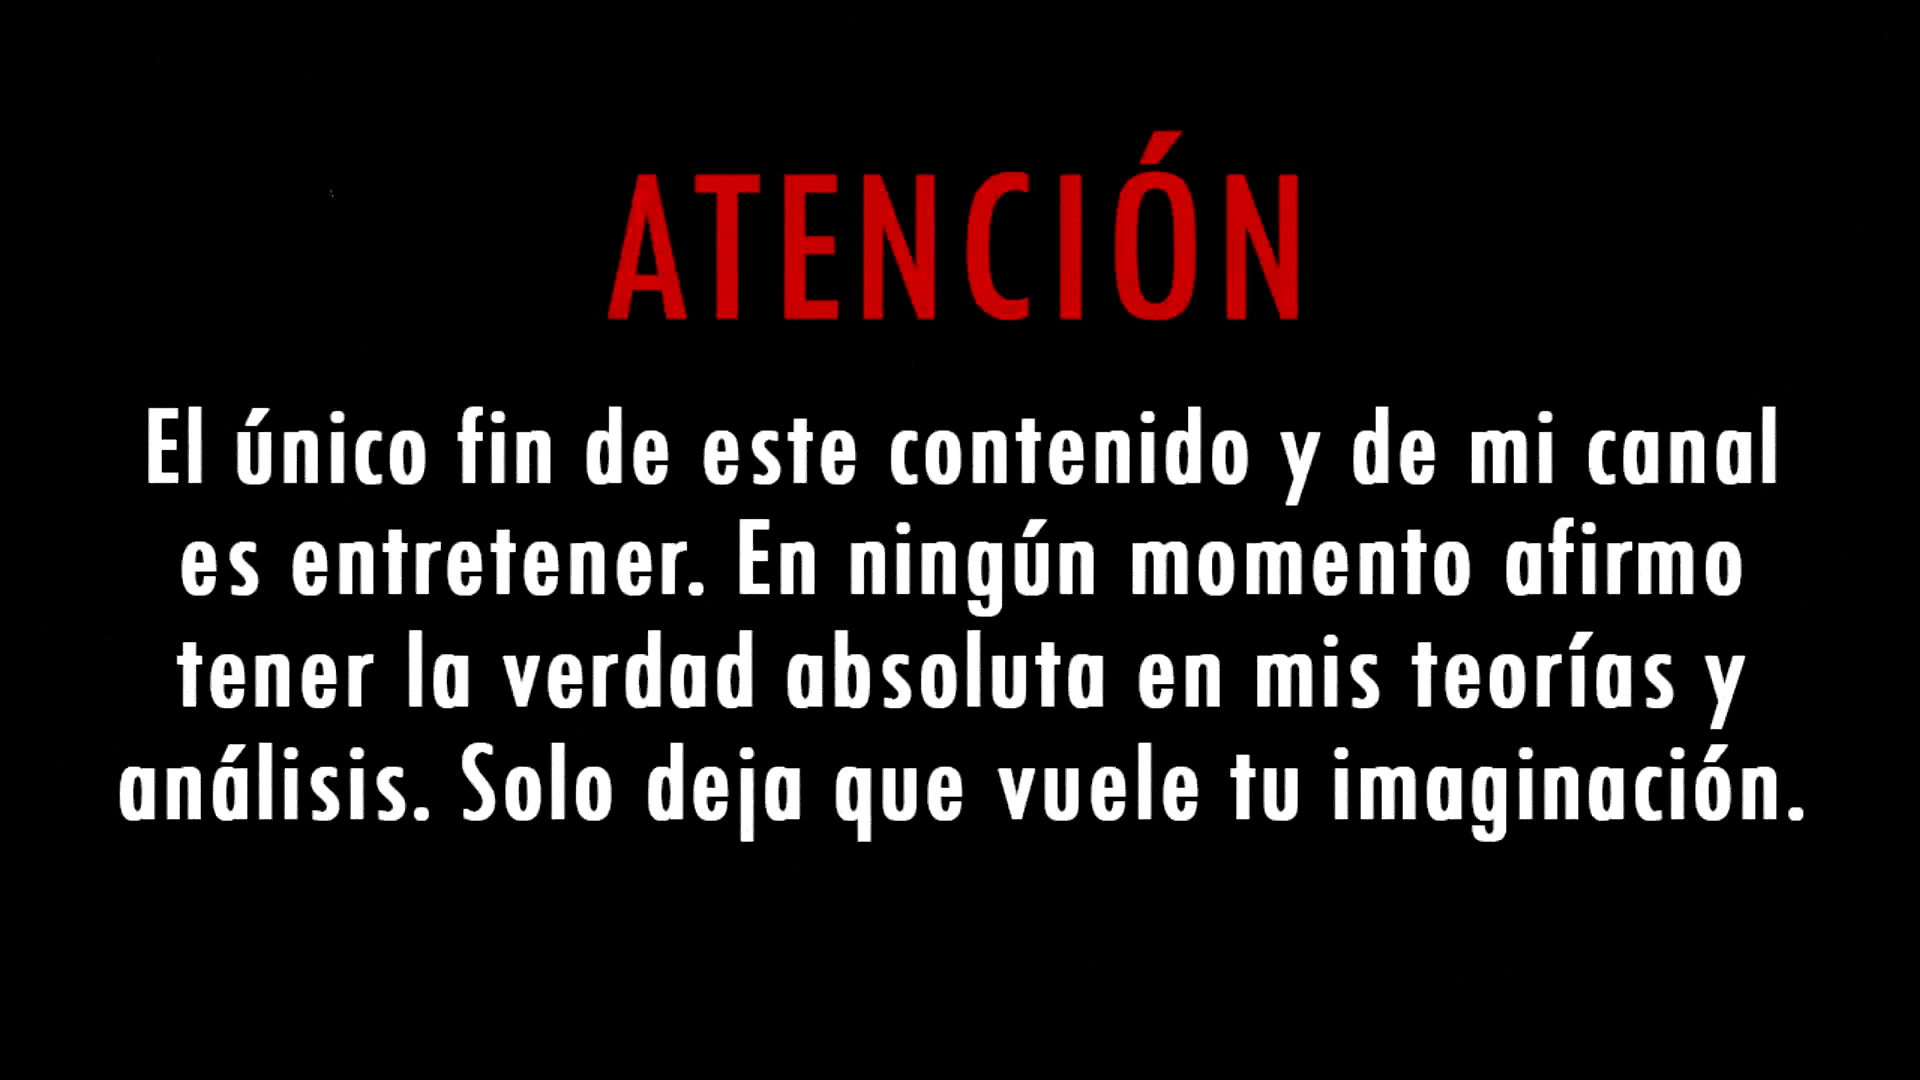 ATENCIÓN
El único fin de este contenido y de mi canal
es entretener. En ningún momento afirmo
tener la verdad absoluta en mis teorías y
análisis. Solo deja que vuele tu imaginación.